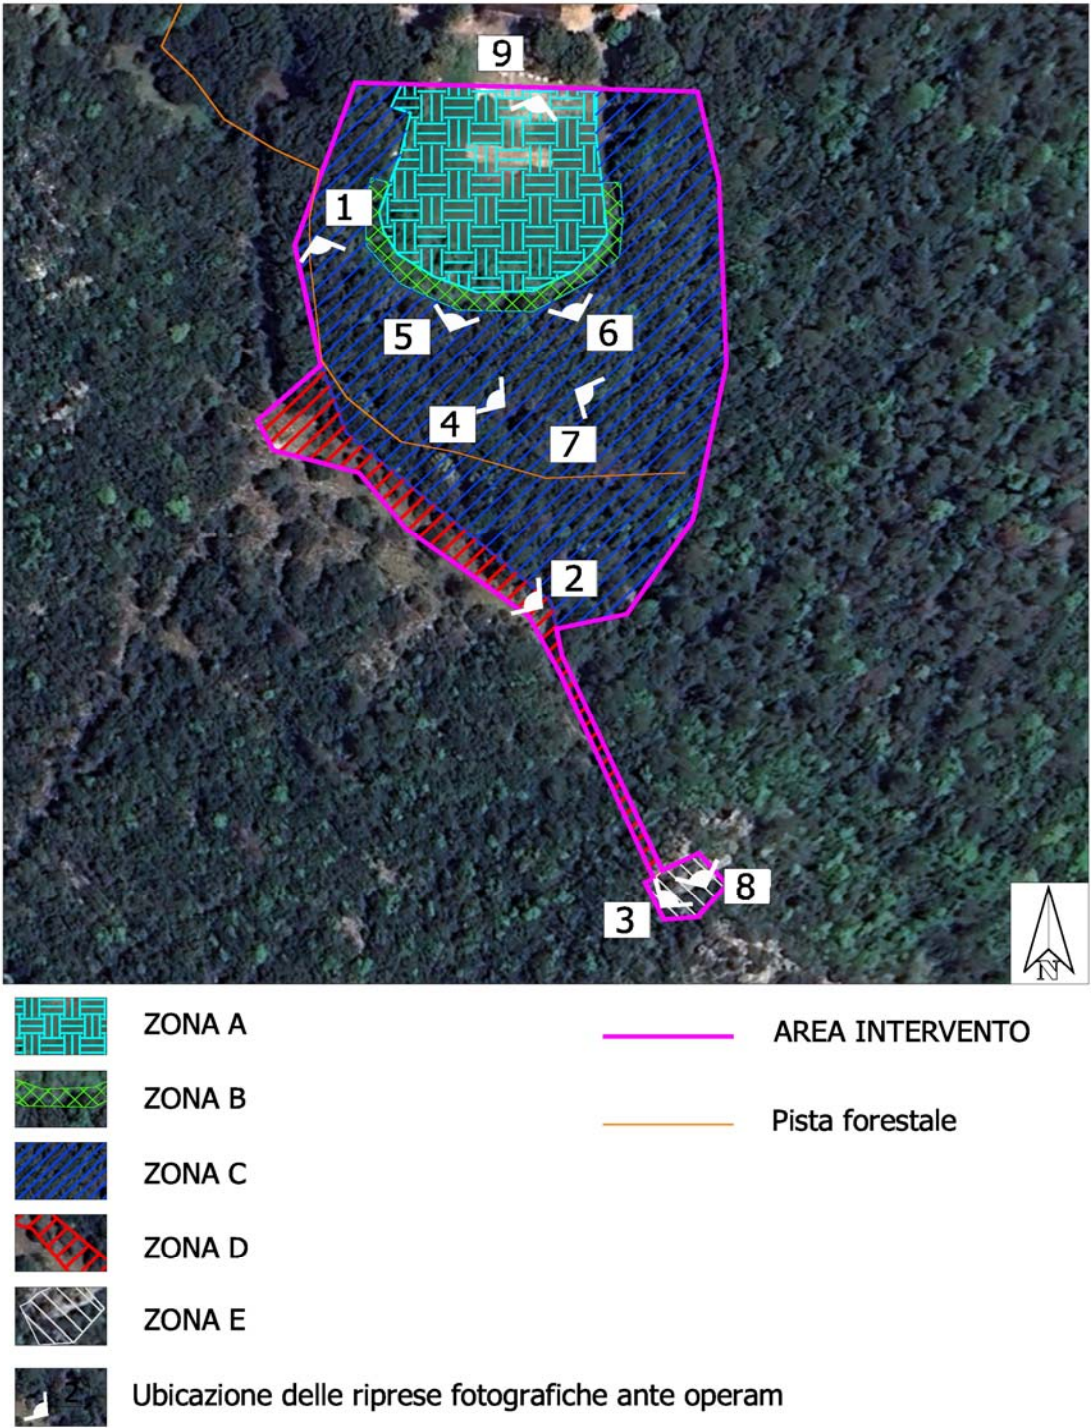 9
1
5
6
4
7
2
8
3
N
ZONA A
AREA INTERVENTO
ZONA B
Pista forestale
ZONA C
ZONA D
ZONA E
2
Ubicazione delle riprese fotografiche ante operam